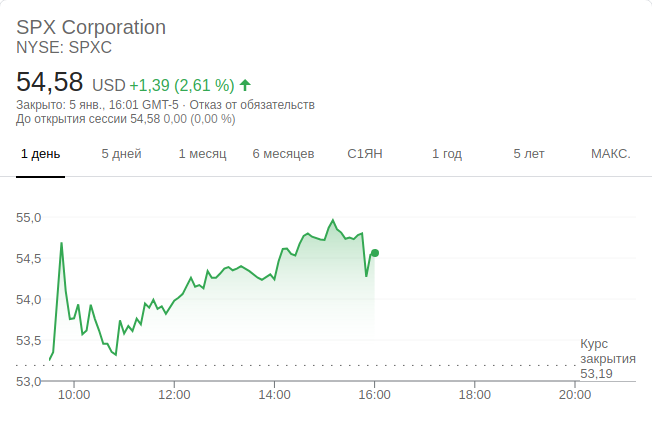 SPX Corporation
NYSE: SPXC
54,58 USD +1,39 (2,61 %)
Закрыто: 5 янв., 16:01 GMT-5 · Отказ от обязательств
До открытия сессии 54,58 0,00 (0,00 %)
1 день 5 дней 1 месяц 6 месяцев С1ЯН 1 год 5 лет МАКС.
55,0
54,5
54,0
53,5
Курс
закрытия
53,19
53,0
10:00 12:00 14:00 16:00 18:00 20:00